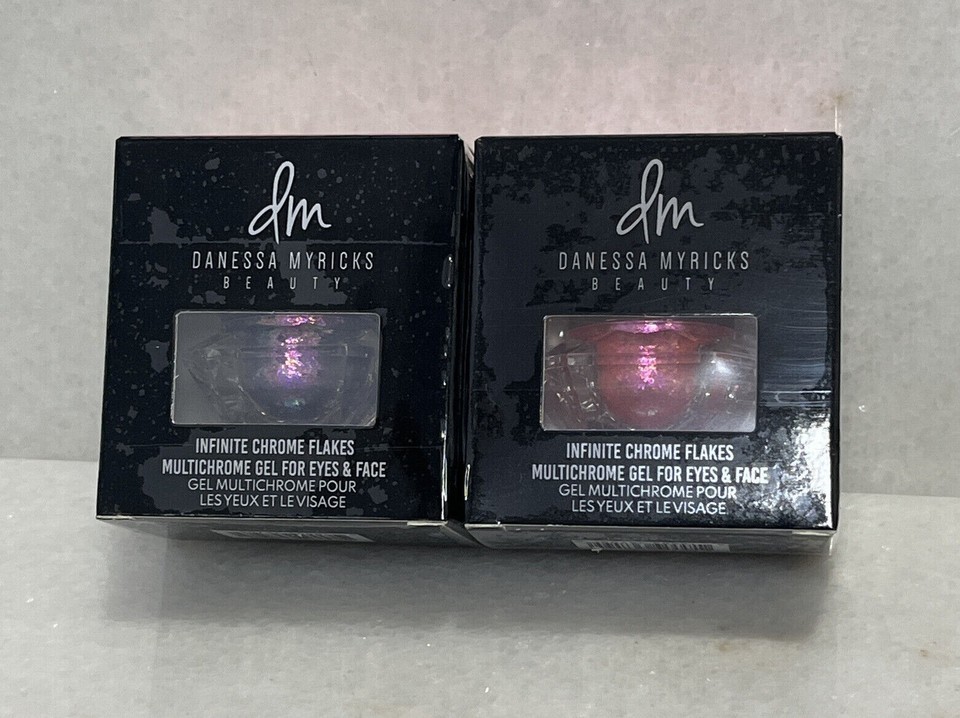 dm
DANESSA MYRICKS
BEAUTY
INFINITE CHROME FLAKES
MULTICHROME GEL FOR EYES & FACE
GEL MULTICHROME POUR
LES YEUX ET LE VISAGE
dm
DANESSA MYRICKS
BEAUTY
INFINITE CHROME FLAKES
MULTICHROME GEL FOR EYES & FACE
GEL MULTICHROME POUR
LES YEUX ET LE VISAGE